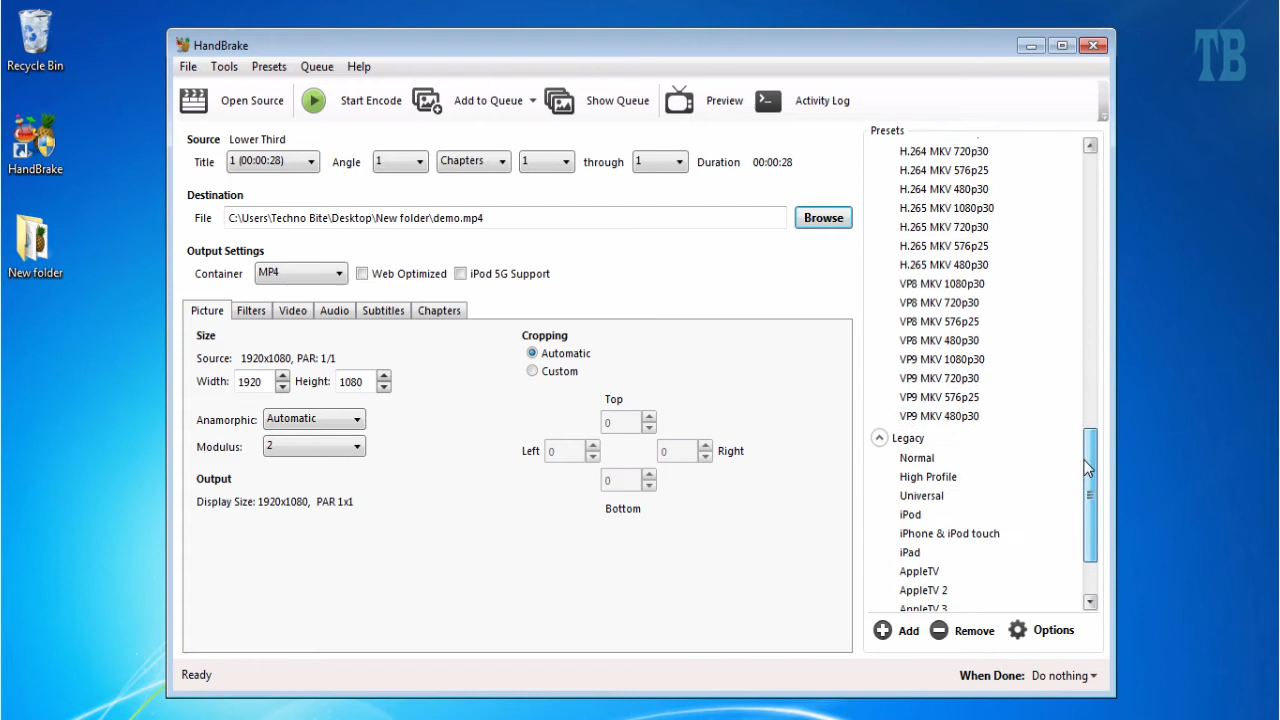 Recycle Bin
HandBrake
New folder
TB
HandBrake
File Tools Presets Queue Help
Open Source Start Encode Add to Queue Show Queue Preview Activity Log
Source Lower Third
Title 1 (00:00:28) Angle 1 Chapters 1 through 1 Duration 00:00:28
Destination
File C:\Users\Techno Bite\Desktop\New folder\demo.mp4 Browse
Output Settings
Container MP4 Web Optimized iPod 5G Support
Picture Filters Video Audio Subtitles Chapters
Size
Source: 1920x1080, PAR: 1/1
Width: 1920 Height: 1080
Anamorphic: Automatic
Modulus: 2
Output
Display Size: 1920x1080, PAR 1x1
Cropping
Automatic
Custom
Top
0
Left 0 0 Right
0
Bottom
Presets
H.264 MKV 720p30
H.264 MKV 576p25
H.264 MKV 480p30
H.265 MKV 1080p30
H.265 MKV 720p30
H.265 MKV 576p25
H.265 MKV 480p30
VP8 MKV 1080p30
VP8 MKV 720p30
VP8 MKV 576p25
VP8 MKV 480p30
VP9 MKV 1080p30
VP9 MKV 720p30
VP9 MKV 576p25
VP9 MKV 480p30
Legacy
Normal
High Profile
Universal
iPod
iPhone & iPod touch
iPad
AppleTV
AppleTV 2
AppleTV 3
Add Remove Options
Ready When Done: Do nothing